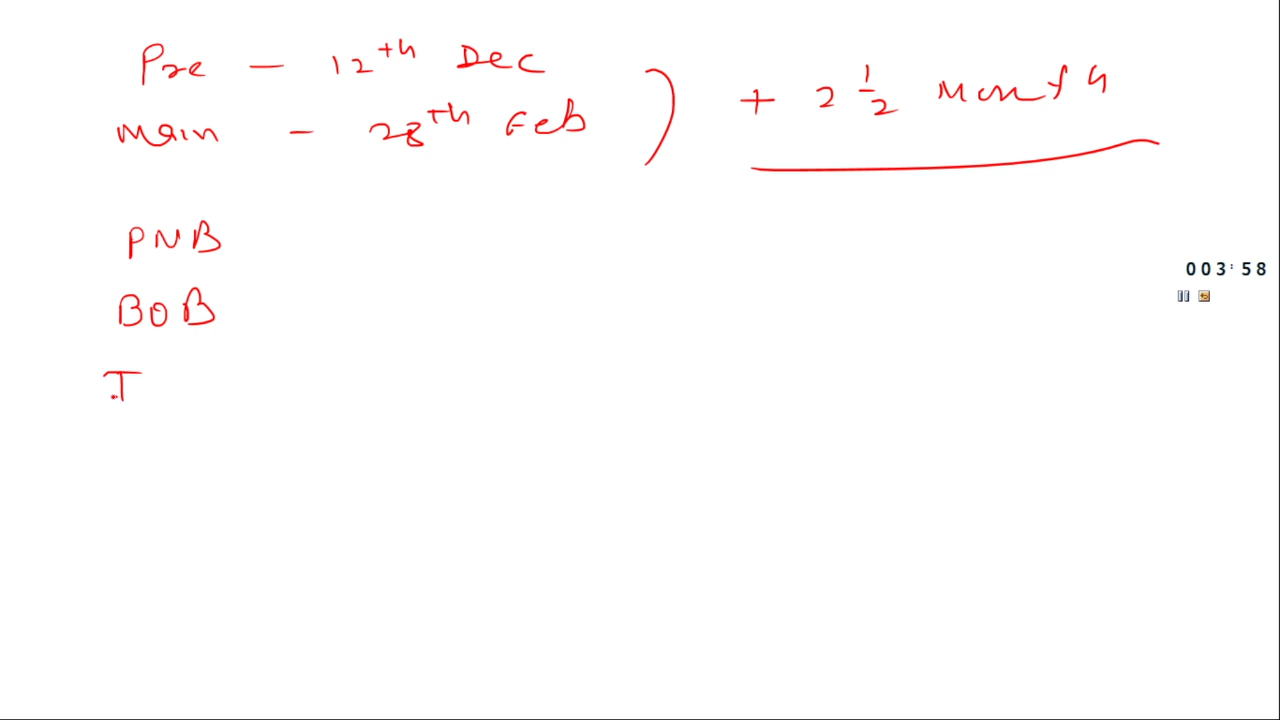 Pre - 12th Dec
main - 28th Feb ) + 2 1/2 Month
PNB
BOB
003:58
I